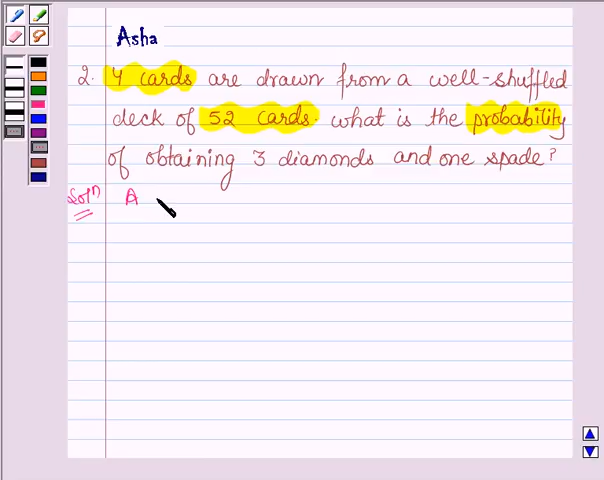 Asha
2. 4 cards are drawn from a well-shuffled
deck of 52 cards. what is the probability
of obtaining 3 diamonds and one spade?
Solⁿ A